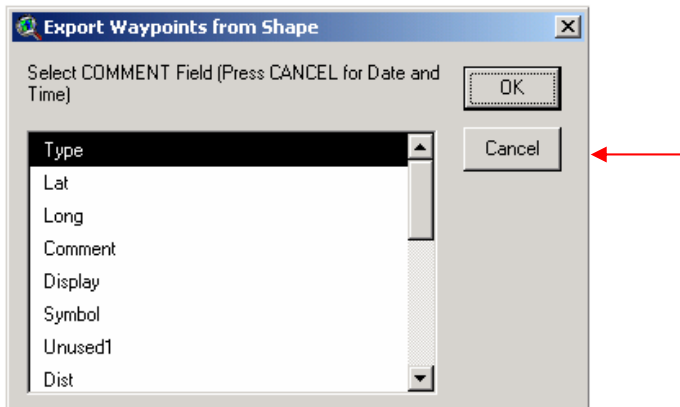 Export Waypoints from Shape
Select COMMENT Field (Press CANCEL for Date and
Time)
OK
Cancel
Type
Lat
Long
Comment
Display
Symbol
Unused1
Dist